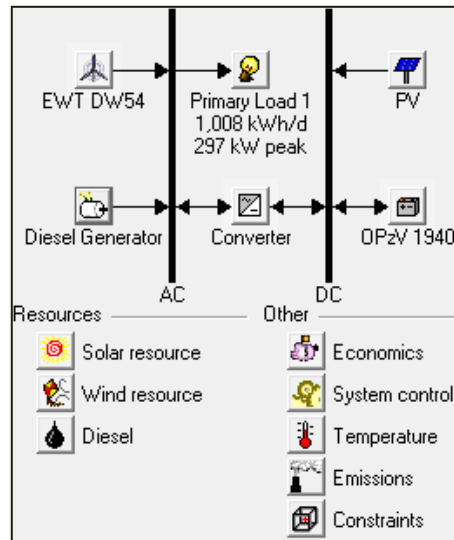 EWT DW54
Primary Load 1
1,008 kWh/d
297 kW peak
PV
Diesel Generator
Converter
OPzV 1940
AC
DC
Resources
Other
Solar resource
Economics
Wind resource
System control
Diesel
Temperature
Emissions
Constraints